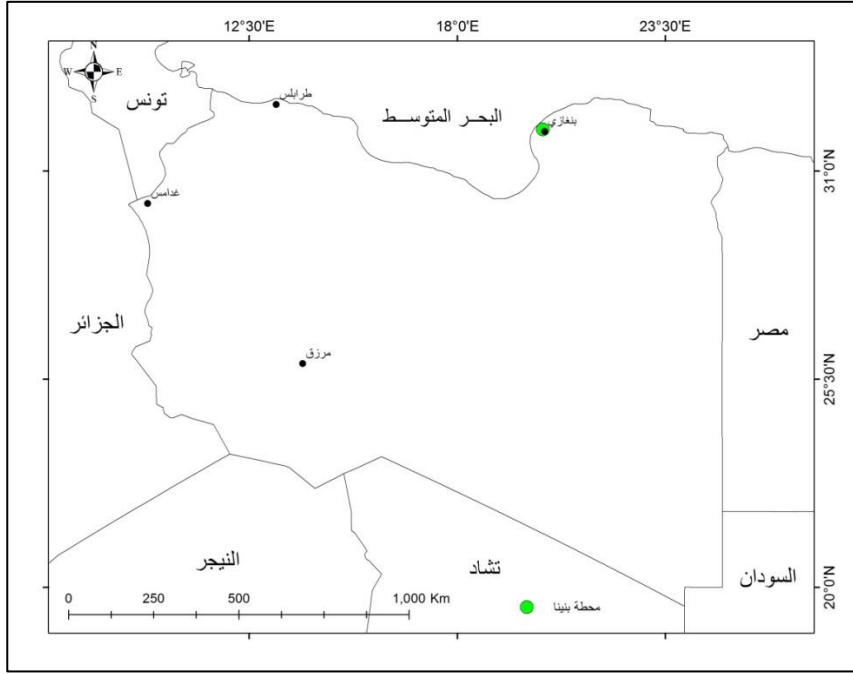 12°30'E
18°0'E
23°30'E
N
W
E
S
تونس
طرابلس
البحـر المتوســـط
بنغازي
31°0'N
غدامس
الجزائر
مصر
مرزق
25°30'N
النيجر
تشاد
السودان
20°0'N
0 250 500 1,000 Km
محطة بنينا